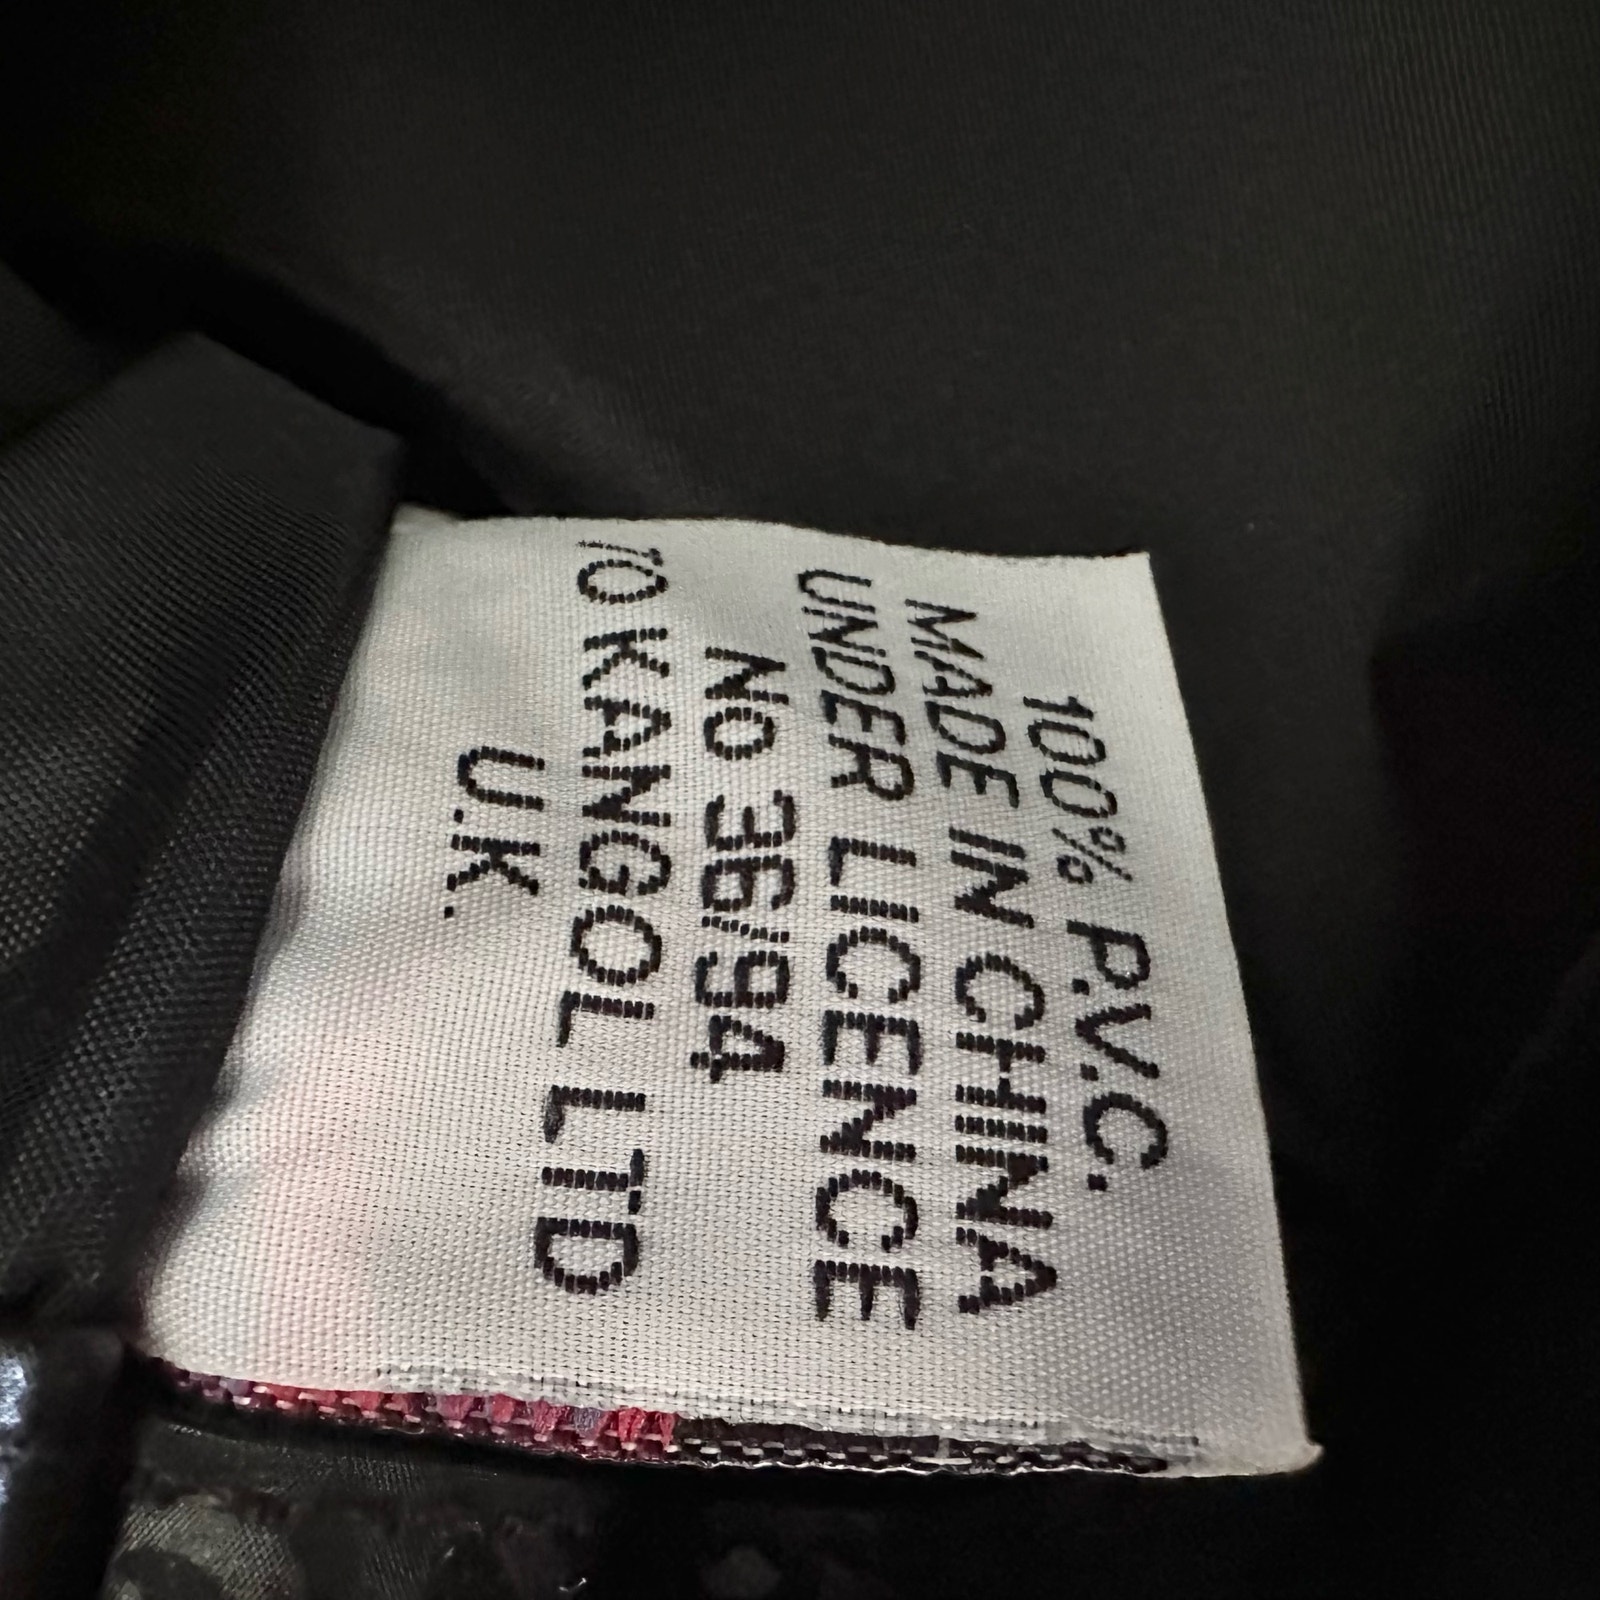 100% P.V.C.
MADE IN CHINA
UNDER LICENCE
NO 36/94
TO KANGOL LTD
U.K.